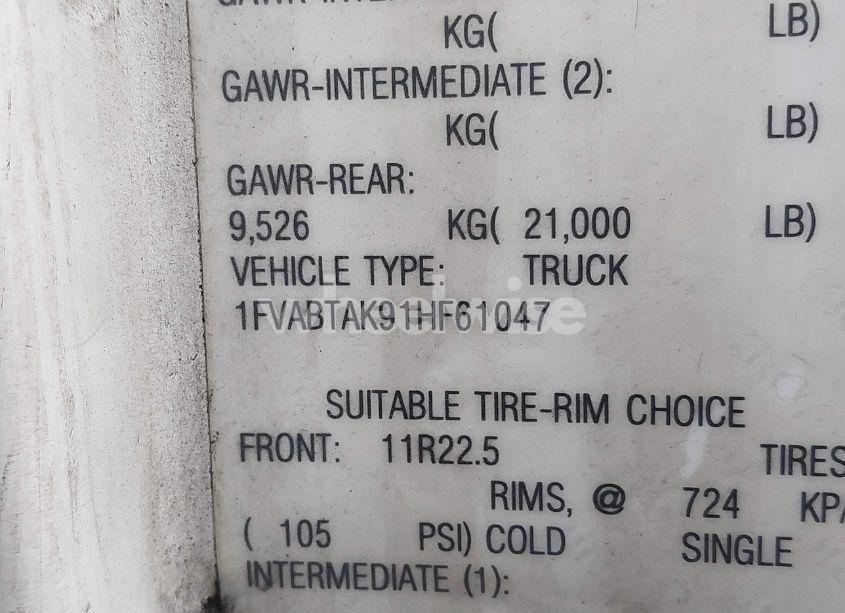 KG( LB)
GAWR-INTERMEDIATE (2):
KG( LB)
GAWR-REAR:
9,526 KG( 21,000 LB)
VEHICLE TYPE: TRUCK
1FVABTAK91HF61047
SUITABLE TIRE-RIM CHOICE
FRONT: 11R22.5 TIRES
RIMS, @ 724 KPA
( 105 PSI) COLD SINGLE
INTERMEDIATE (1):